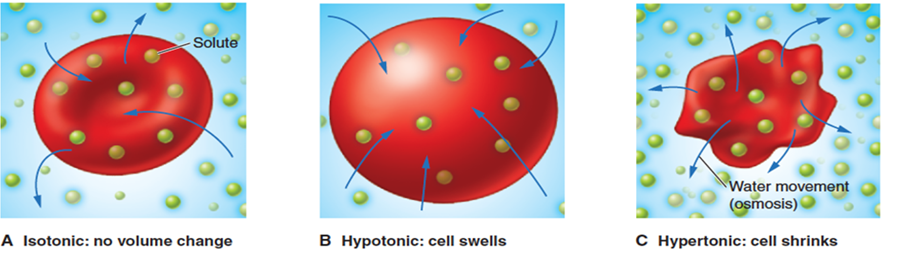 Solute
Water movement
(osmosis)
A Isotonic: no volume change
B Hypotonic: cell swells
C Hypertonic: cell shrinks